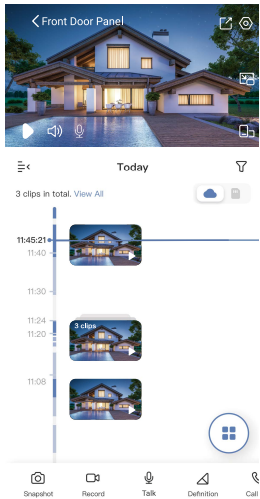 Front Door Panel
Today
3 clips in total. View All
11:45:21
11:40
11:30
11:24
3 clips
11:20
11:08
Snapshot
Record
Talk
Definition
Call